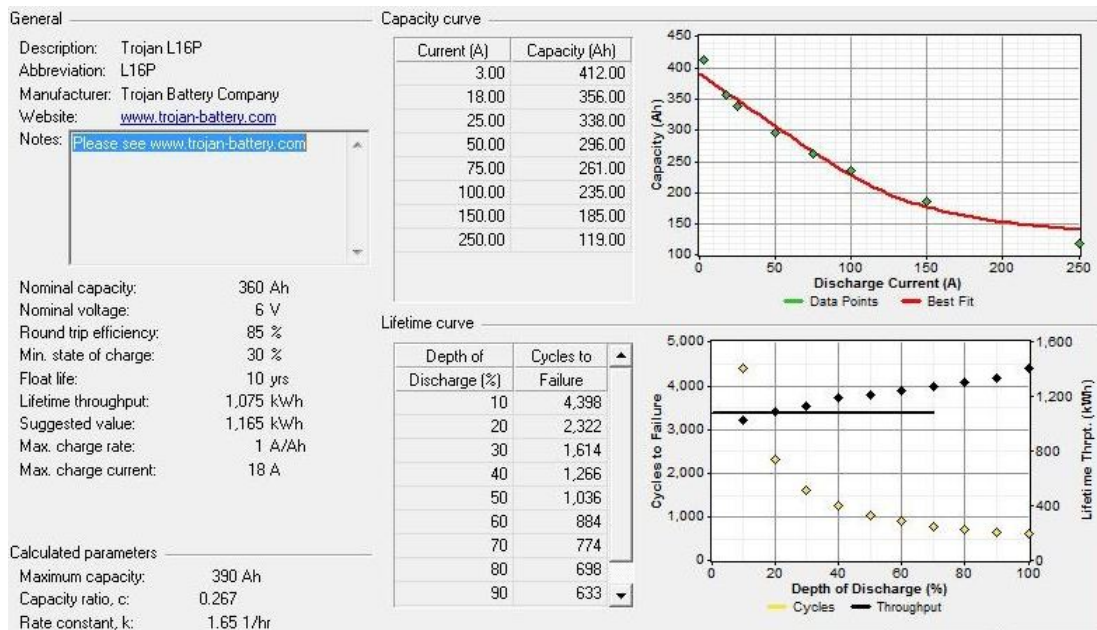 General
Description: Trojan L16P
Abbreviation: L16P
Manufacturer: Trojan Battery Company
Website: www.trojan-battery.com
Notes: Please see www.trojan-battery.com
Nominal capacity: 360 Ah
Nominal voltage: 6 V
Round trip efficiency: 85 %
Min. state of charge: 30 %
Float life: 10 yrs
Lifetime throughput: 1,075 kWh
Suggested value: 1,165 kWh
Max. charge rate: 1 A/Ah
Max. charge current: 18 A
Calculated parameters
Maximum capacity: 390 Ah
Capacity ratio, c: 0.267
Rate constant, k: 1.65 1/hr
Capacity curve
Current (A) Capacity (Ah)
3.00 412.00
18.00 356.00
25.00 338.00
50.00 296.00
75.00 261.00
100.00 235.00
150.00 185.00
250.00 119.00
Capacity (Ah)
450
400
350
300
250
200
150
100
0 50 100 150 200 250
Discharge Current (A)
Data Points Best Fit
Lifetime curve
Depth of Cycles to
Discharge (%) Failure
10 4,398
20 2,322
30 1,614
40 1,266
50 1,036
60 884
70 774
80 698
90 633
Cycles to Failure
5,000
4,000
3,000
2,000
1,000
0
1,600
1,200
800
400
0
Lifetime Thrpt. (kWh)
0 20 40 60 80 100
Depth of Discharge (%)
Cycles Throughput